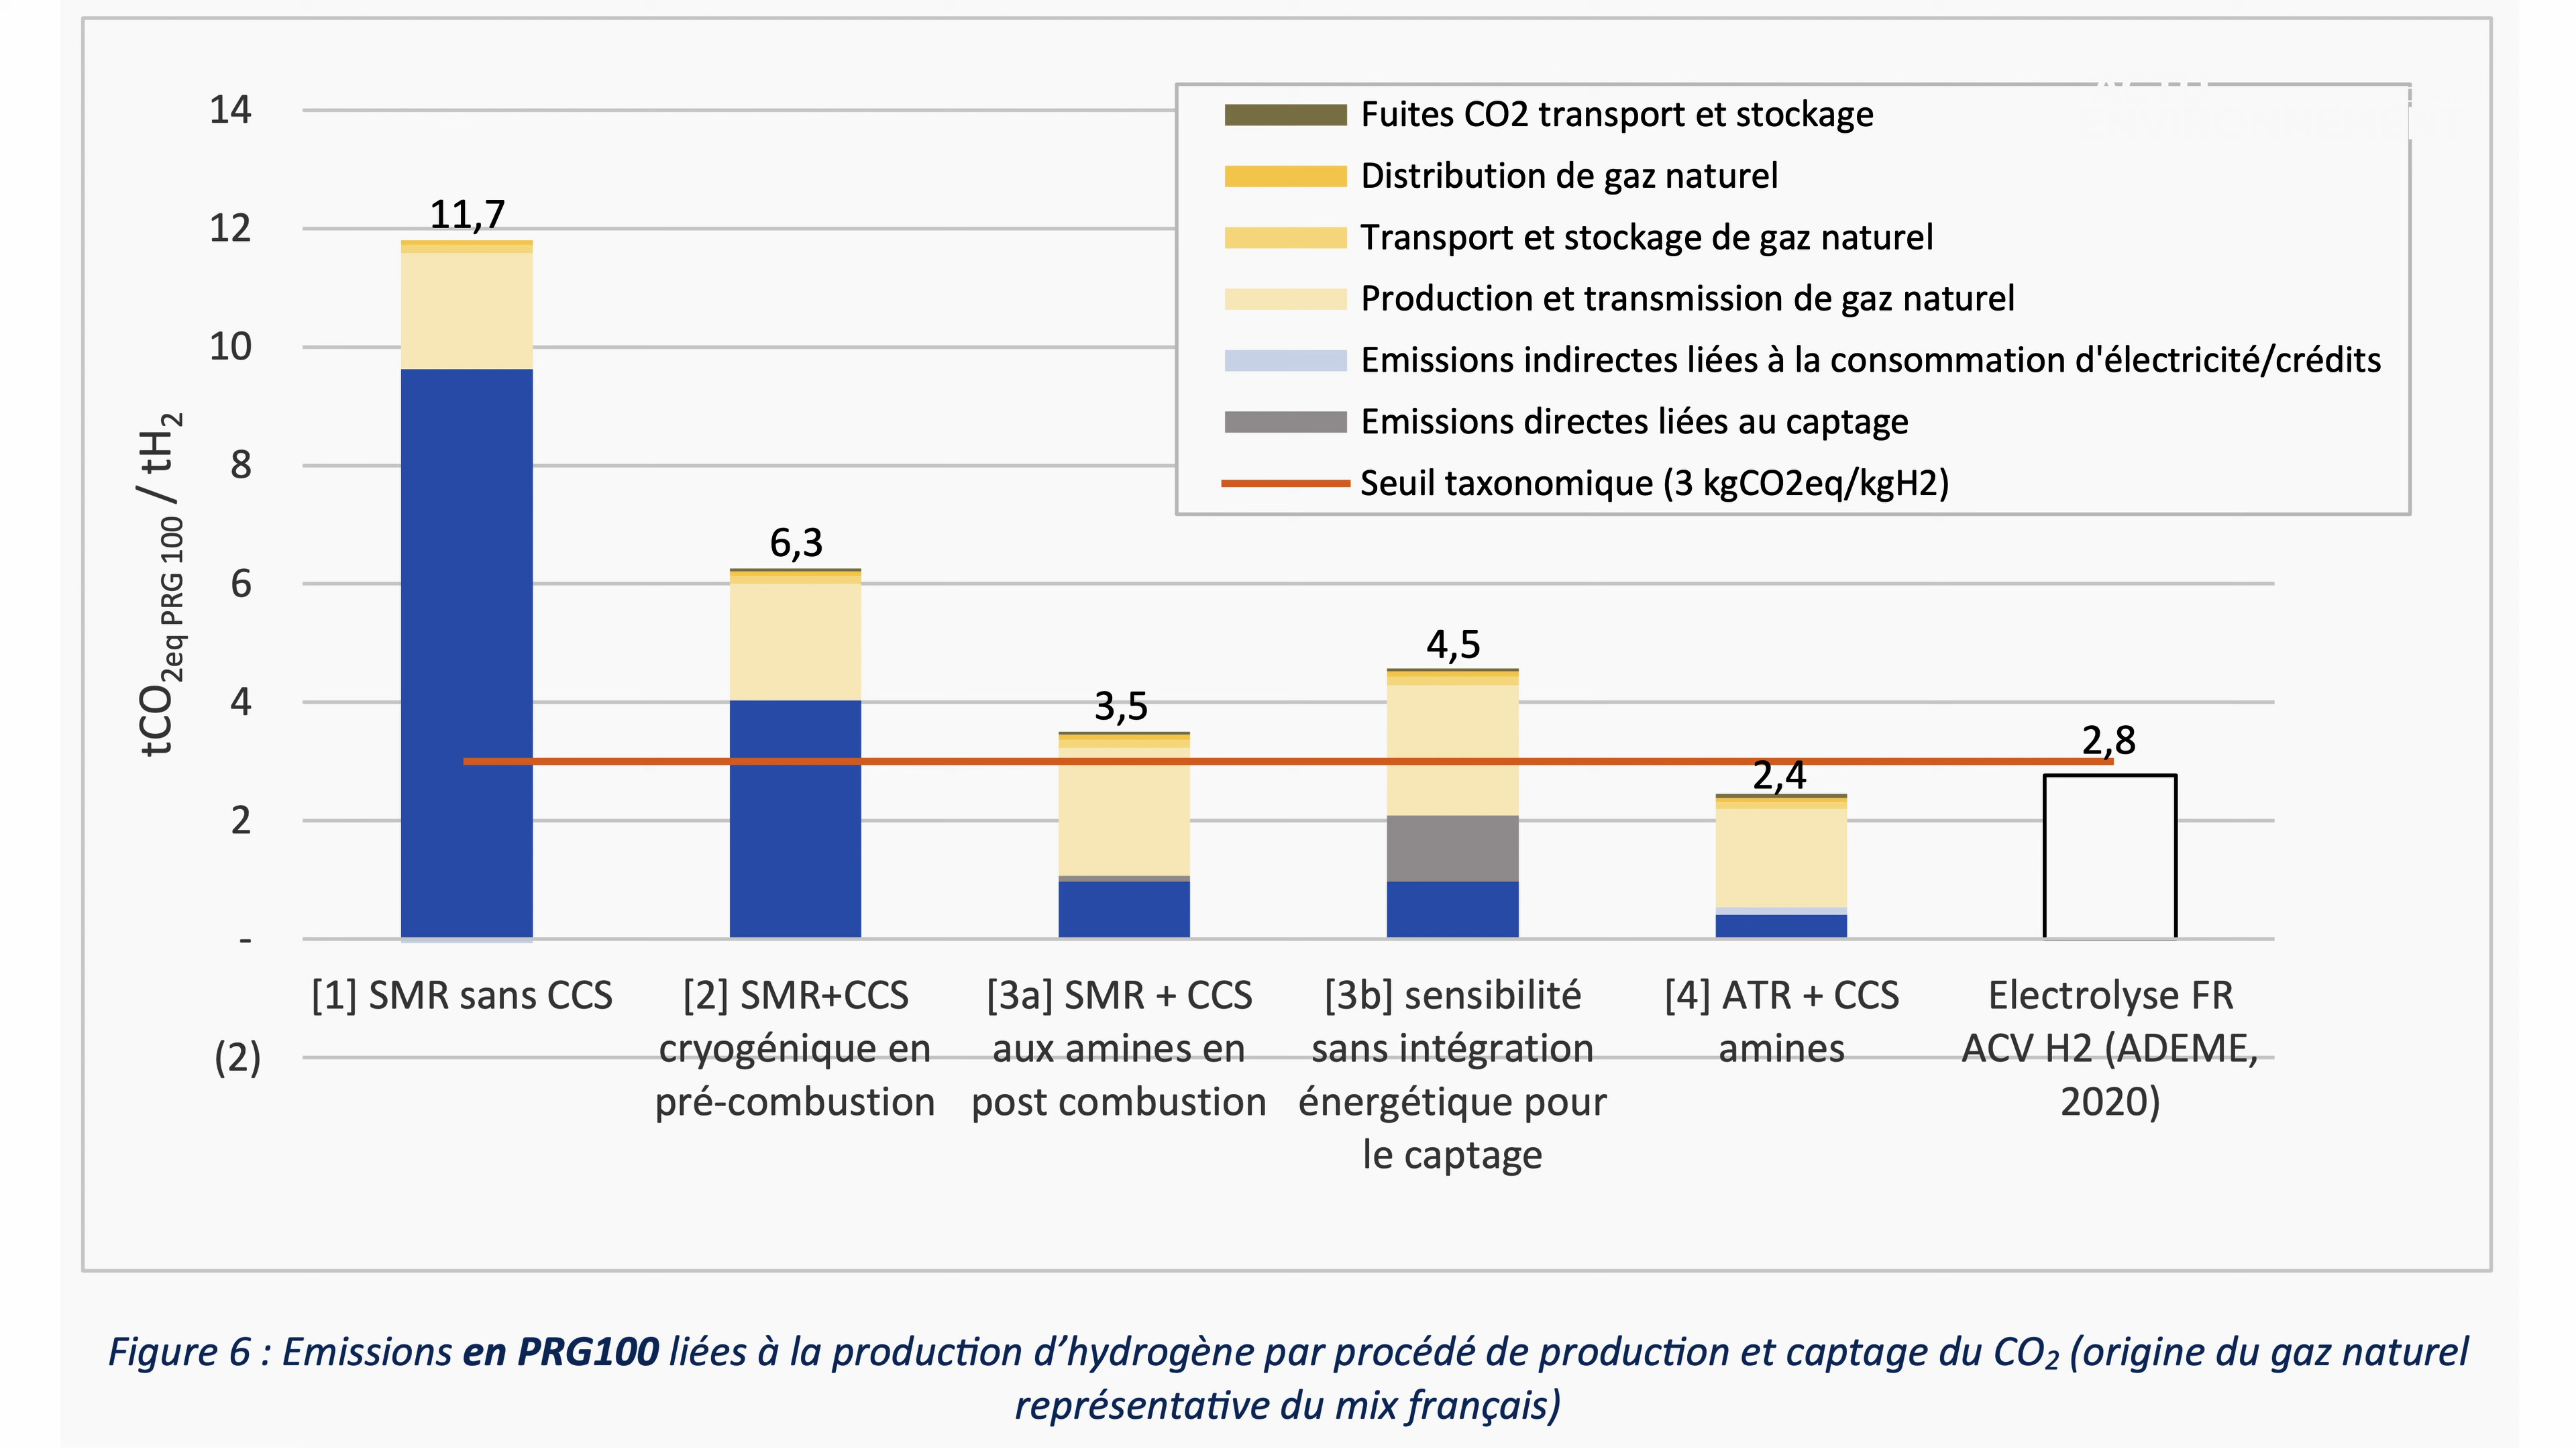 14
12
10
8
6
4
2
-
(2)
tCO2eq PRG 100 / tH2
Fuites CO2 transport et stockage
Distribution de gaz naturel
Transport et stockage de gaz naturel
Production et transmission de gaz naturel
Emissions indirectes liées à la consommation d'électricité/crédits
Emissions directes liées au captage
Seuil taxonomique (3 kgCO2eq/kgH2)
11,7
6,3
3,5
4,5
2,4
2,8
[1] SMR sans CCS
[2] SMR+CCS
cryogénique en
pré-combustion
[3a] SMR + CCS
aux amines en
post combustion
[3b] sensibilité
sans intégration
énergétique pour
le captage
[4] ATR + CCS
amines
Electrolyse FR
ACV H2 (ADEME,
2020)
Figure 6 : Emissions en PRG100 liées à la production d’hydrogène par procédé de production et captage du CO2 (origine du gaz naturel
représentative du mix français)